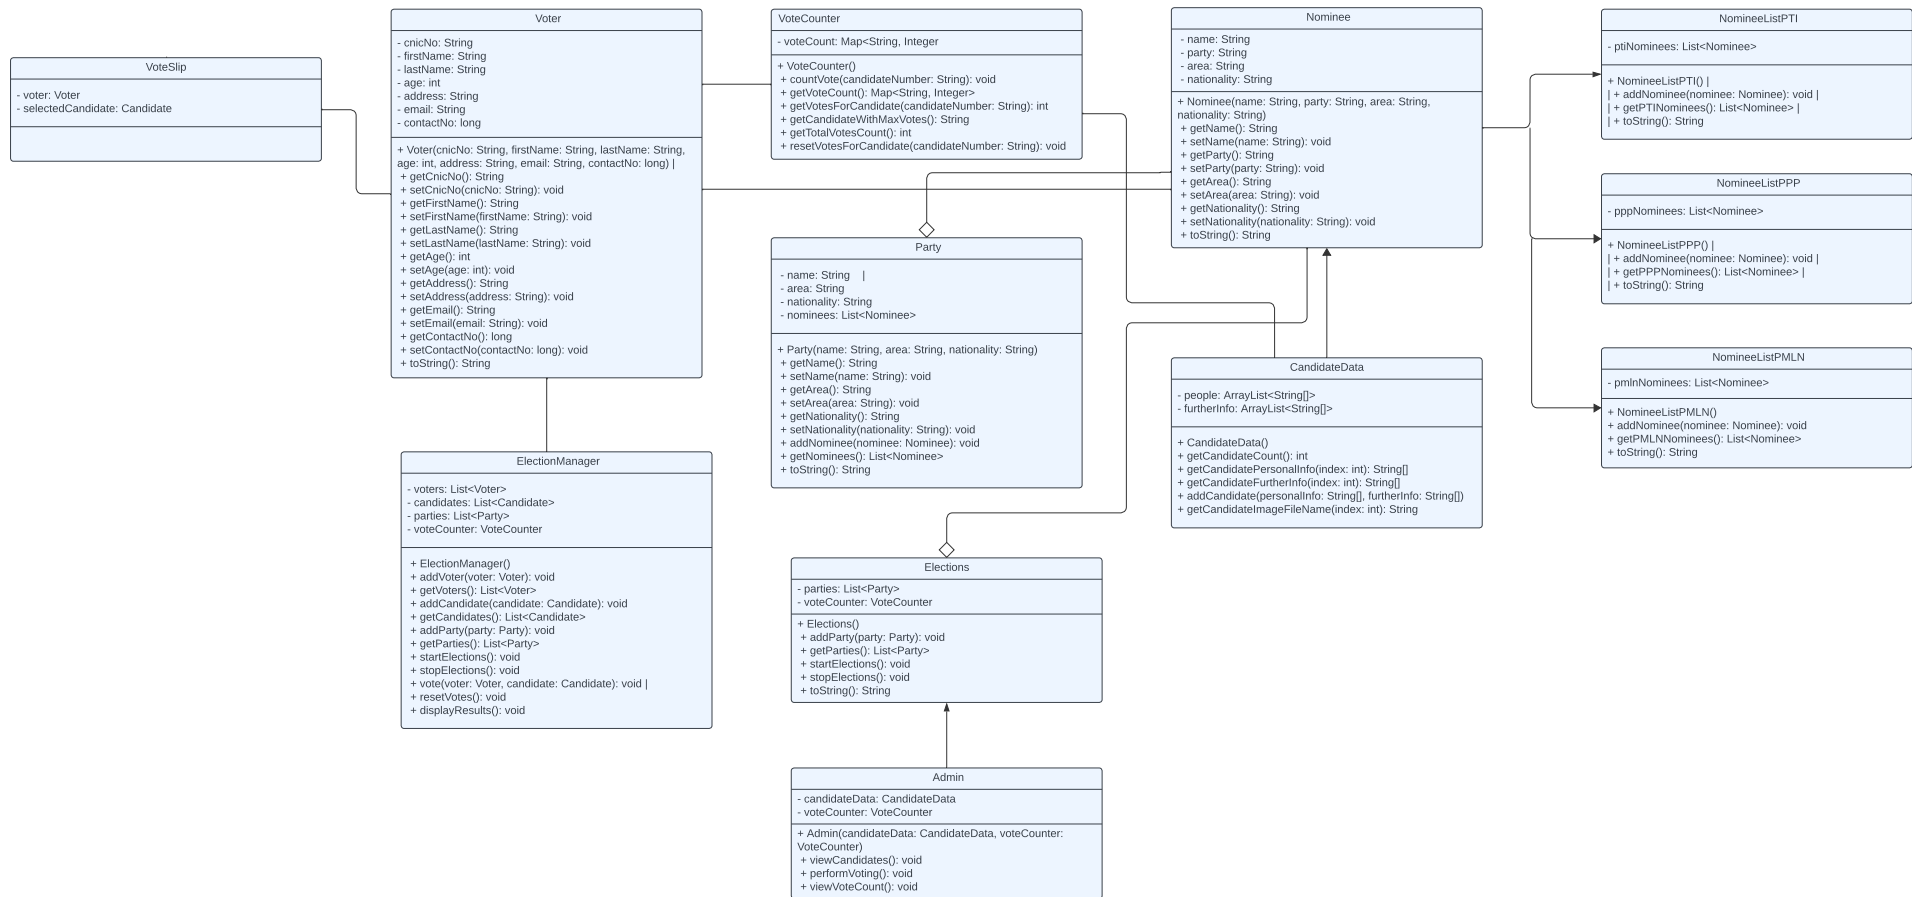 VoteSlip
- voter: Voter
- selectedCandidate: Candidate
Voter
- cnicNo: String
- firstName: String
- lastName: String
- age: int
- address: String
- email: String
- contactNo: long
+ Voter(cnicNo: String, firstName: String, lastName: String,
age: int, address: String, email: String, contactNo: long) |
+ getCnicNo(): String
+ setCnicNo(cnicNo: String): void
+ getFirstName(): String
+ setFirstName(firstName: String): void
+ getLastName(): String
+ setLastName(lastName: String): void
+ getAge(): int
+ setAge(age: int): void
+ getAddress(): String
+ setAddress(address: String): void
+ getEmail(): String
+ setEmail(email: String): void
+ getContactNo(): long
+ setContactNo(contactNo: long): void
+ toString(): String
ElectionManager
- voters: List<Voter>
- candidates: List<Candidate>
- parties: List<Party>
- voteCounter: VoteCounter
+ ElectionManager()
+ addVoter(voter: Voter): void
+ getVoters(): List<Voter>
+ addCandidate(candidate: Candidate): void
+ getCandidates(): List<Candidate>
+ addParty(party: Party): void
+ getParties(): List<Party>
+ startElections(): void
+ stopElections(): void
+ vote(voter: Voter, candidate: Candidate): void |
+ resetVotes(): void
+ displayResults(): void
VoteCounter
- voteCount: Map<String, Integer
+ VoteCounter()
+ countVote(candidateNumber: String): void
+ getVoteCount(): Map<String, Integer>
+ getVotesForCandidate(candidateNumber: String): int
+ getCandidateWithMaxVotes(): String
+ getTotalVotesCount(): int
+ resetVotesForCandidate(candidateNumber: String): void
Party
- name: String |
- area: String
- nationality: String
- nominees: List<Nominee>
+ Party(name: String, area: String, nationality: String)
+ getName(): String
+ setName(name: String): void
+ getArea(): String
+ setArea(area: String): void
+ getNationality(): String
+ setNationality(nationality: String): void
+ addNominee(nominee: Nominee): void
+ getNominees(): List<Nominee>
+ toString(): String
Elections
- parties: List<Party>
- voteCounter: VoteCounter
+ Elections()
+ addParty(party: Party): void
+ getParties(): List<Party>
+ startElections(): void
+ stopElections(): void
+ toString(): String
Admin
- candidateData: CandidateData
- voteCounter: VoteCounter
+ Admin(candidateData: CandidateData, voteCounter:
VoteCounter)
+ viewCandidates(): void
+ performVoting(): void
+ viewVoteCount(): void
Nominee
- name: String
- party: String
- area: String
- nationality: String
+ Nominee(name: String, party: String, area: String,
nationality: String)
+ getName(): String
+ setName(name: String): void
+ getParty(): String
+ setParty(party: String): void
+ getArea(): String
+ setArea(area: String): void
+ getNationality(): String
+ setNationality(nationality: String): void
+ toString(): String
CandidateData
- people: ArrayList<String[]>
- furtherInfo: ArrayList<String[]>
+ CandidateData()
+ getCandidateCount(): int
+ getCandidatePersonalInfo(index: int): String[]
+ getCandidateFurtherInfo(index: int): String[]
+ addCandidate(personalInfo: String[], furtherInfo: String[])
+ getCandidateImageFileName(index: int): String
NomineeListPTI
- ptiNominees: List<Nominee>
+ NomineeListPTI() |
| + addNominee(nominee: Nominee): void |
| + getPTINominees(): List<Nominee> |
| + toString(): String
NomineeListPPP
- pppNominees: List<Nominee>
+ NomineeListPPP() |
| + addNominee(nominee: Nominee): void |
| + getPPPNominees(): List<Nominee> |
| + toString(): String
NomineeListPMLN
- pmlnNominees: List<Nominee>
+ NomineeListPMLN()
+ addNominee(nominee: Nominee): void
+ getPMLNNominees(): List<Nominee>
+ toString(): String